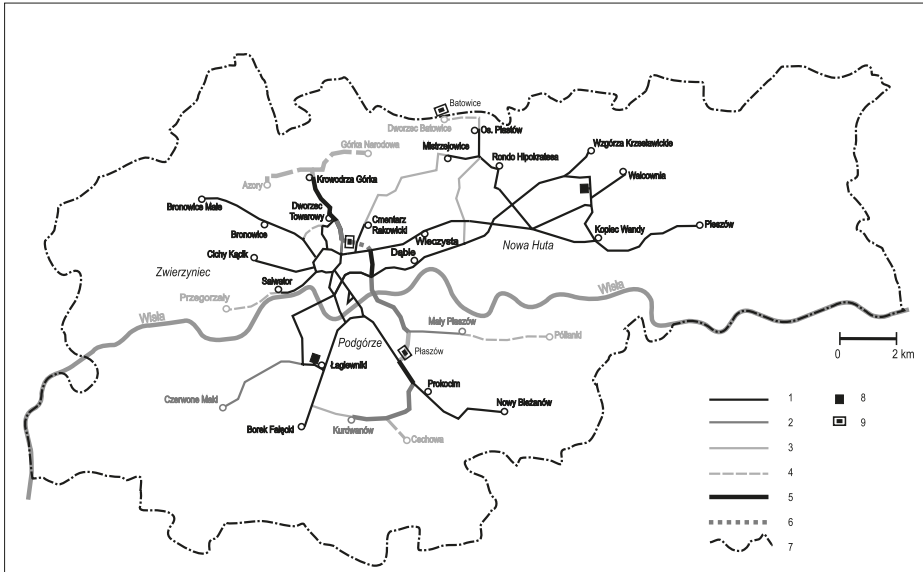 Batowice
Dworzec Batowice
Os. Piastów
Górka Narodowa
Mistrzejowice
Wzgórza Krzesławickie
Rondo Hipokratesa
Krowodrza Górka
Azory
Walcownia
Bronowice Małe
Dworzec
Towarowy
Cmentarz
Rakowicki
Bronowice
Wieczysta
Kopiec Wandy
Pleszów
Nowa Huta
Cichy Kącik
Dąbie
Zwierzyniec
Salwator
Przegorzały
Wisła
Wisła
Mały Płaszów
Półłanki
Podgórze
Płaszów
0 2 km
Łagiewniki
Prokocim
Czerwone Maki
Nowy Bieżanów
Borek Fałęcki
Kurdwanów
Cechowa
1
2
3
4
5
6
7
8
9